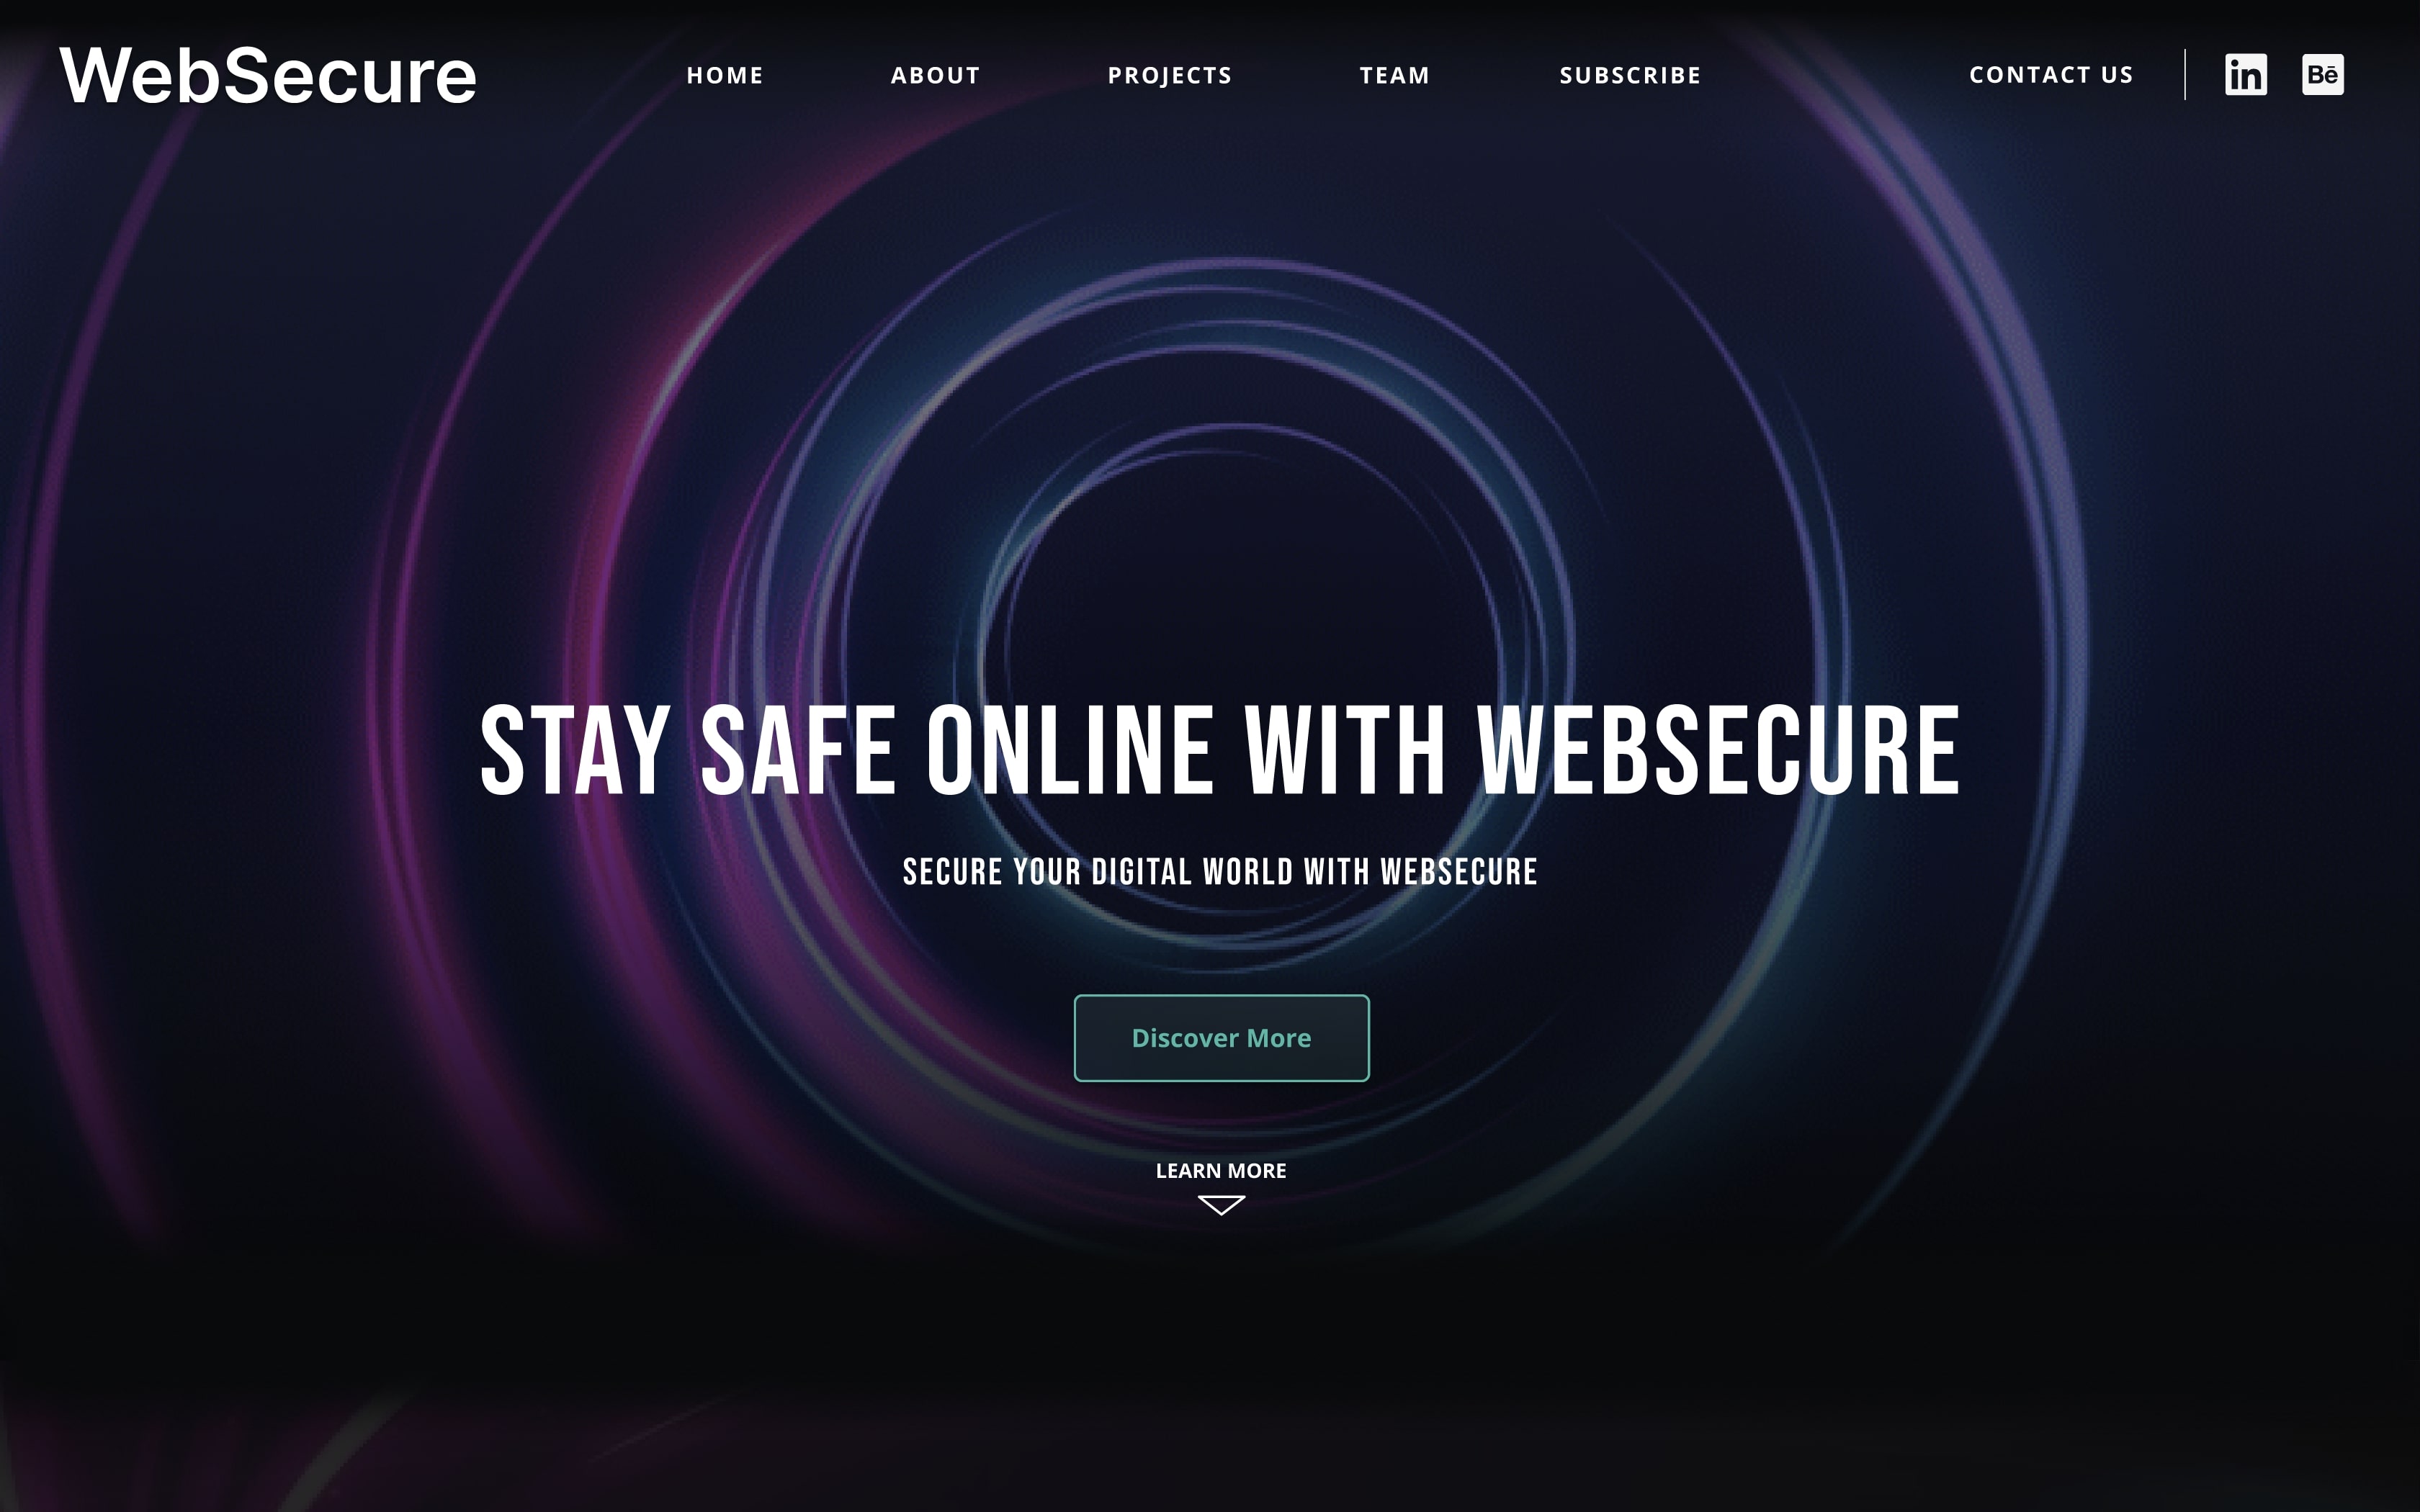 WebSecure
HOME ABOUT PROJECTS TEAM SUBSCRIBE CONTACT US in Bē
STAY SAFE ONLINE WITH WEBSECURE
SECURE YOUR DIGITAL WORLD WITH WEBSECURE
Discover More
LEARN MORE